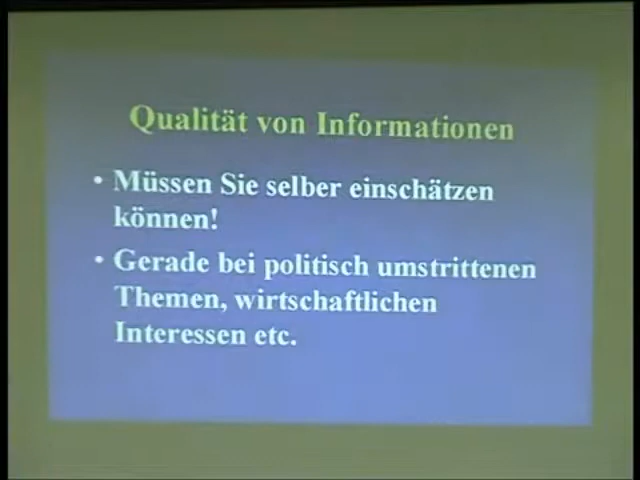 Qualität von Informationen
• Müssen Sie selber einschätzen
können!
• Gerade bei politisch umstrittenen
Themen, wirtschaftlichen
Interessen etc.